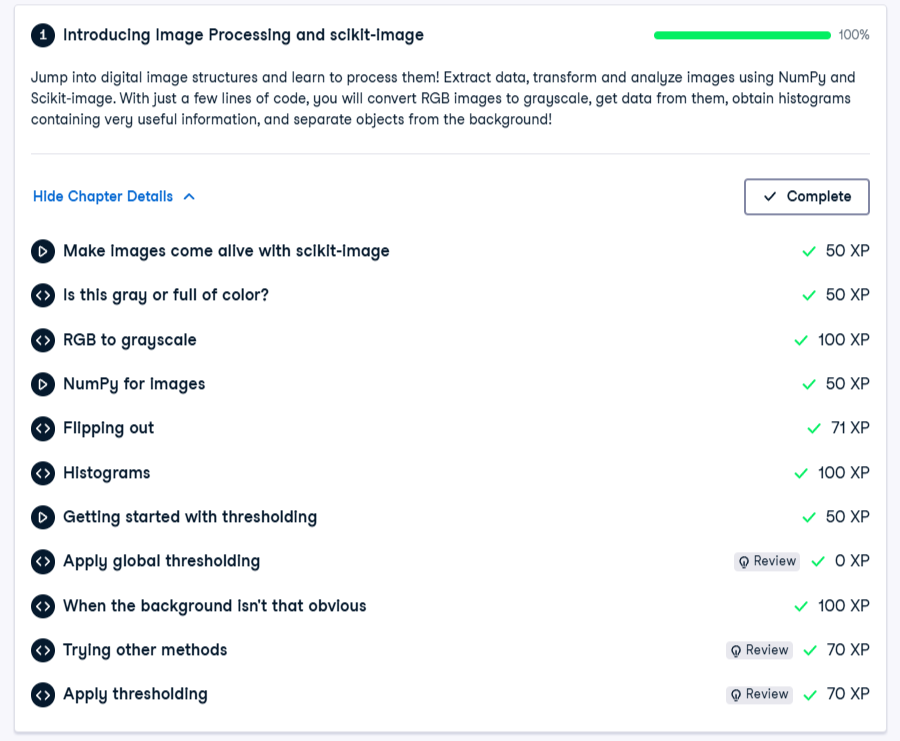 1 Introducing Image Processing and scikit-image 100%
Jump into digital image structures and learn to process them! Extract data, transform and analyze images using NumPy and
Scikit-image. With just a few lines of code, you will convert RGB images to grayscale, get data from them, obtain histograms
containing very useful information, and separate objects from the background!
Hide Chapter Details Complete
Make images come alive with scikit-image 50 XP
Is this gray or full of color? 50 XP
RGB to grayscale 100 XP
NumPy for images 50 XP
Flipping out 71 XP
Histograms 100 XP
Getting started with thresholding 50 XP
Apply global thresholding Review 0 XP
When the background isn't that obvious 100 XP
Trying other methods Review 70 XP
Apply thresholding Review 70 XP